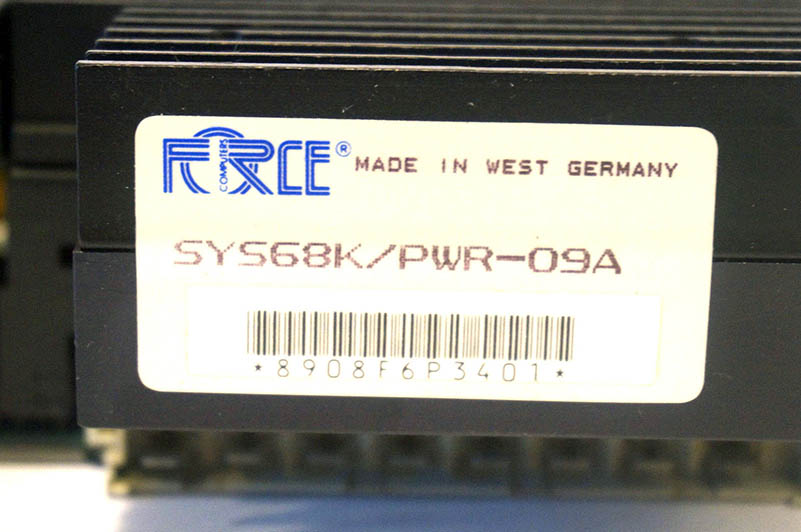 FORCE COMPUTERS® MADE IN WEST GERMANY
SYS68K/PWR-09A
*8908F6P3401*